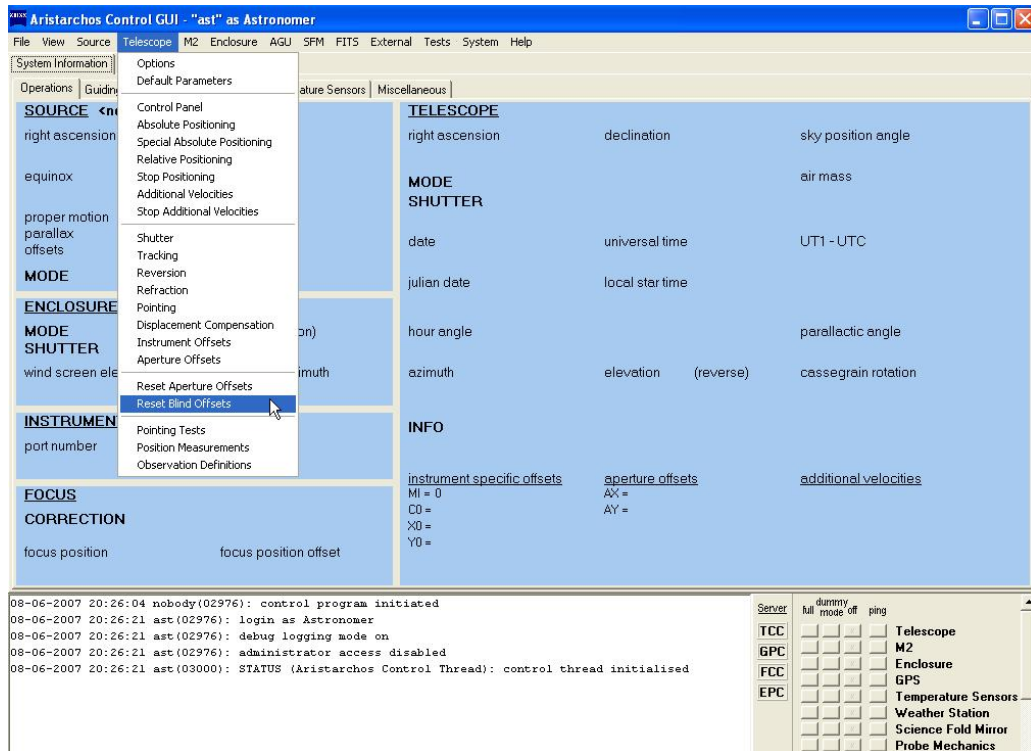 Aristarchos Control GUI - "ast" as Astronomer
File View Source Telescope M2 Enclosure AGU SFM FITS External Tests System Help
System Information
Operations Guiding ature Sensors Miscellaneous
Options
Default Parameters
Control Panel
Absolute Positioning
Special Absolute Positioning
Relative Positioning
Stop Positioning
Additional Velocities
Stop Additional Velocities
Shutter
Tracking
Reversion
Refraction
Pointing
Displacement Compensation
Instrument Offsets
Aperture Offsets
Reset Aperture Offsets
Reset Blind Offsets
Pointing Tests
Position Measurements
Observation Definitions
SOURCE <no
right ascension
equinox
proper motion
parallax
offsets
MODE
ENCLOSURE
MODE on)
SHUTTER
wind screen ele imuth
INSTRUMEN
port number
FOCUS
CORRECTION
focus position focus position offset
TELESCOPE
right ascension declination sky position angle
air mass
MODE
SHUTTER
date universal time UT1 - UTC
julian date local star time
hour angle parallactic angle
azimuth elevation (reverse) cassegrain rotation
INFO
instrument specific offsets aperture offsets additional velocities
MI = 0 AX =
C0 = AY =
X0 =
Y0 =
08-06-2007 20:26:04 nobody(02976): control program initiated
08-06-2007 20:26:21 ast(02976): login as Astronomer
08-06-2007 20:26:21 ast(02976): debug logging mode on
08-06-2007 20:26:21 ast(02976): administrator access disabled
08-06-2007 20:26:21 ast(03000): STATUS (Aristarchos Control Thread): control thread initialised
Server full dummy mode off ping
TCC
GPC
FCC
EPC
Telescope
M2
Enclosure
GPS
Temperature Sensors
Weather Station
Science Fold Mirror
Probe Mechanics